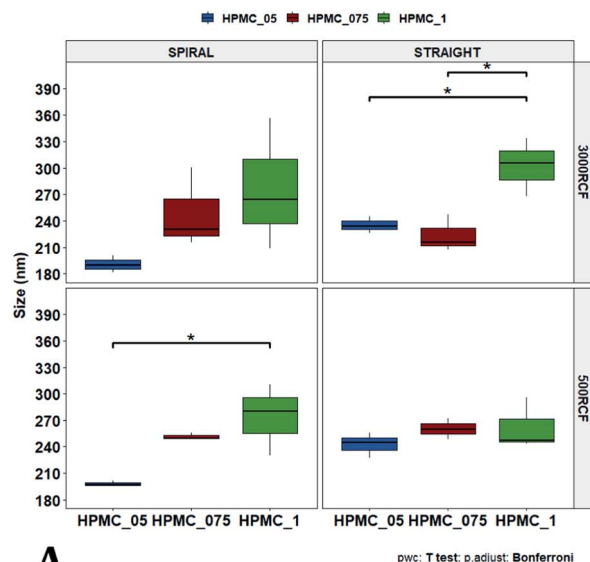 HPMC_05 HPMC_075 HPMC_1
SPIRAL STRAIGHT
390
360
330
300
270
240
210
180
3000RCF
* *
Size (nm)
390
360
330
300
270
240
210
180
500RCF
*
HPMC_05 HPMC_075 HPMC_1 HPMC_05 HPMC_075 HPMC_1
A
pwc: T test; p.adjust: Bonferroni